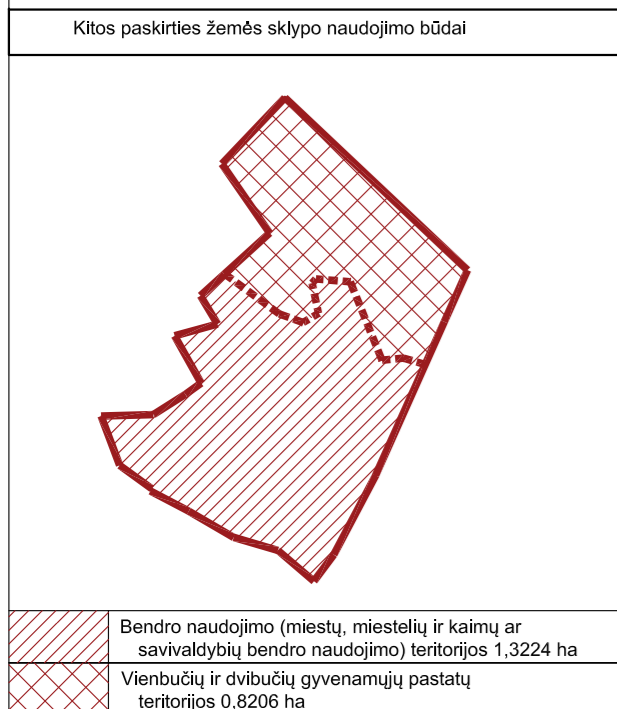 Kitos paskirties žemės sklypo naudojimo būdai
Bendro naudojimo (miestų, miestelių ir kaimų ar
savivaldybių bendro naudojimo) teritorijos 1,3224 ha
Vienbučių ir dvibučių gyvenamųjų pastatų
teritorijos 0,8206 ha